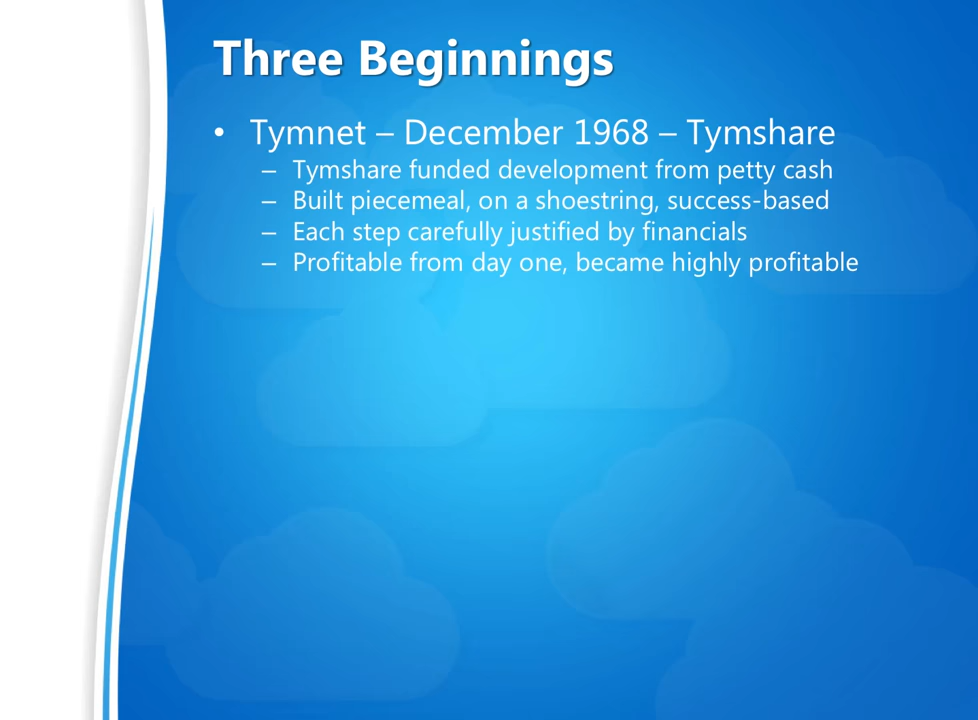 Three Beginnings
• Tymnet – December 1968 – Tymshare
– Tymshare funded development from petty cash
– Built piecemeal, on a shoestring, success-based
– Each step carefully justified by financials
– Profitable from day one, became highly profitable